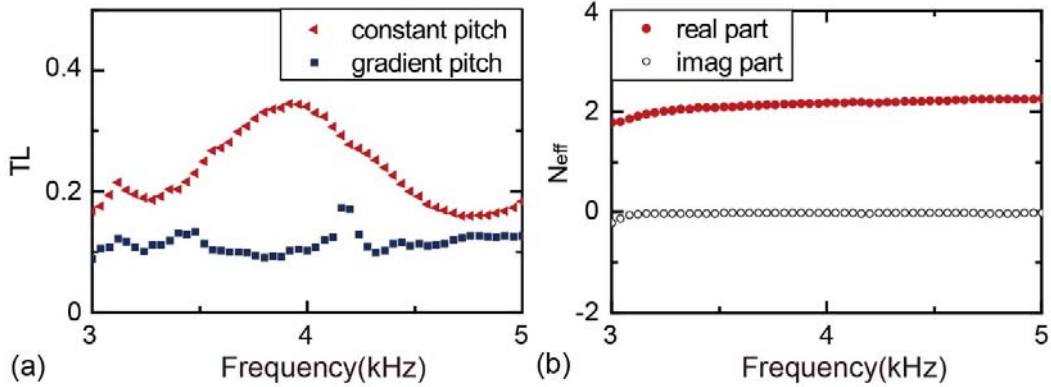 constant pitch
gradient pitch
0.4
0.2
0
TL
3
4
5
Frequency(kHz)
(a)
real part
imag part
4
2
0
-2
Neff
3
4
5
Frequency(kHz)
(b)